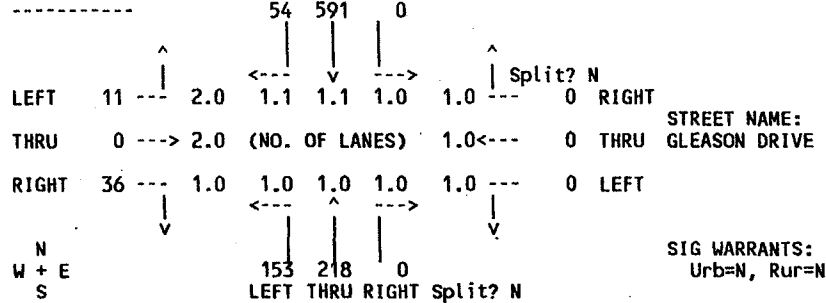 ----------- 54 591 0
^ ^
<--- v ---> | Split? N
LEFT 11 --- 2.0 1.1 1.1 1.0 1.0 --- 0 RIGHT
STREET NAME:
THRU 0 ---> 2.0 (NO. OF LANES) 1.0<--- 0 THRU GLEASON DRIVE
RIGHT 36 --- 1.0 1.0 1.0 1.0 1.0 --- 0 LEFT
<--- ^ --->
v v
N SIG WARRANTS:
W + E 153 218 0 Urb=N, Rur=N
S LEFT THRU RIGHT Split? N